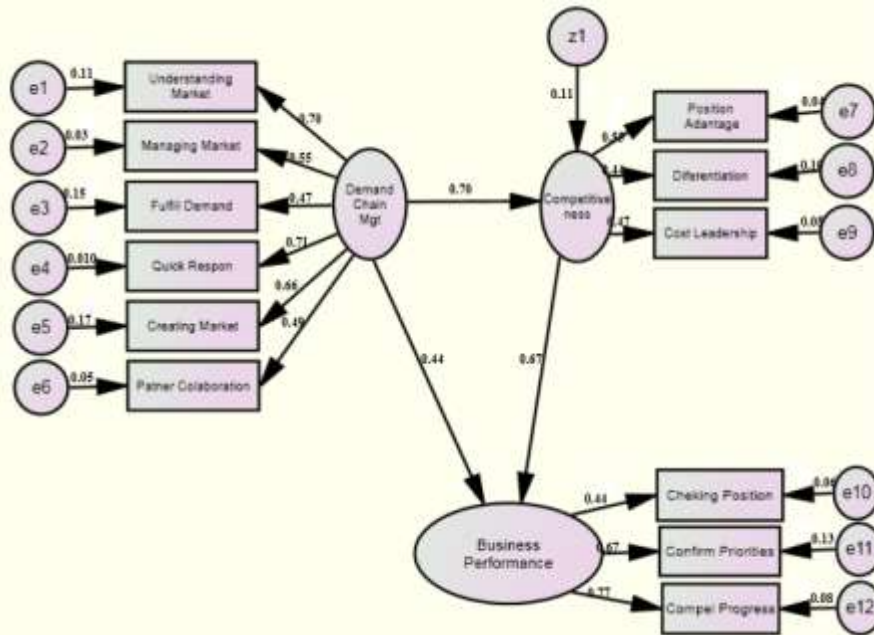 z1
0.11
e1
0.11
Understanding
Market
0.70
e2
0.03
Managing Market
0.55
e3
0.15
Fulfil Demand
0.47
e4
0.010
Quick Respon
0.71
e5
0.17
Creating Market
0.66
e6
0.05
Patner Colaboration
0.49
Demand
Chain
Mgt
0.70
Competitive
ness
Position
Adantage
e7
Diferentiation
e8
0.47
Cost Leadership
e9
0.44
0.67
Business
Performance
0.44
Cheking Position
0.06
e10
0.67
Confirm Priorities
0.13
e11
0.77
Compel Progress
0.08
e12